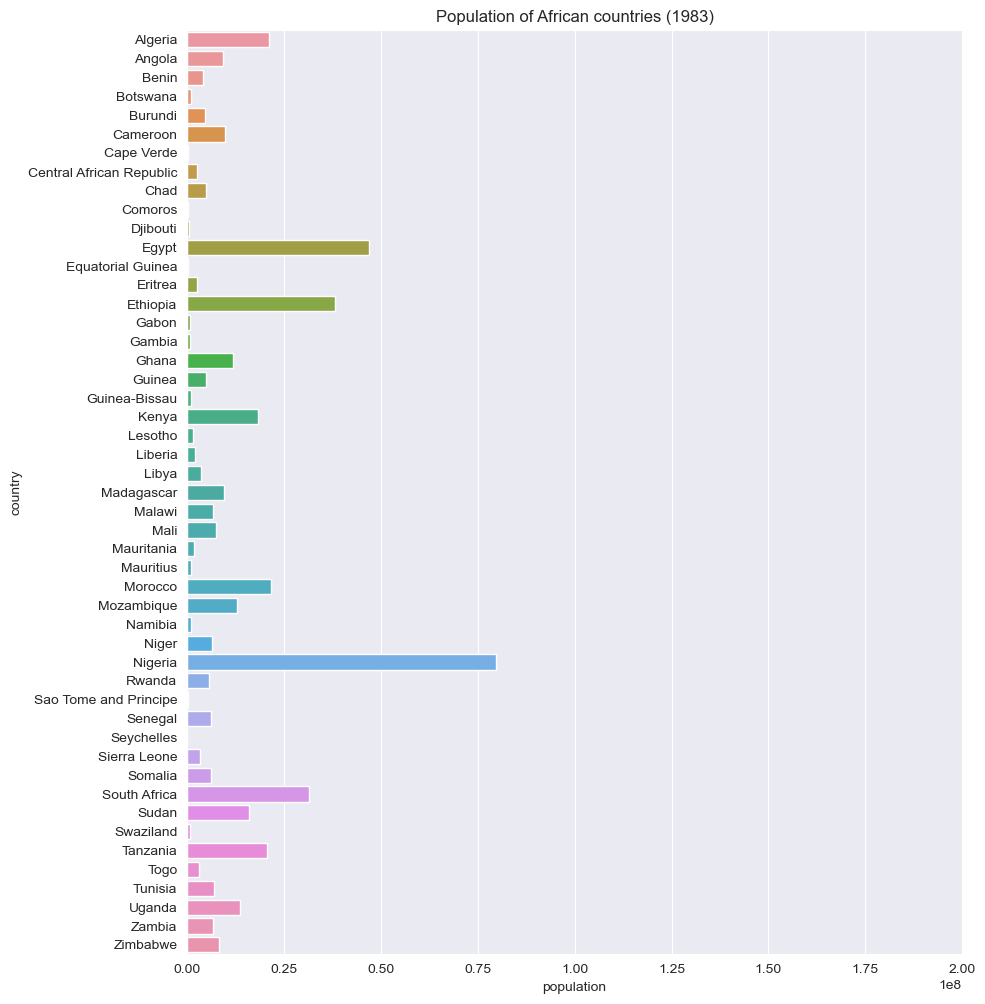 Population of African countries (1983)
Algeria
Angola
Benin
Botswana
Burundi
Cameroon
Cape Verde
Central African Republic
Chad
Comoros
Djibouti
Egypt
Equatorial Guinea
Eritrea
Ethiopia
Gabon
Gambia
Ghana
Guinea
Guinea-Bissau
Kenya
Lesotho
Liberia
Libya
Madagascar
Malawi
Mali
Mauritania
Mauritius
Morocco
Mozambique
Namibia
Niger
Nigeria
Rwanda
Sao Tome and Principe
Senegal
Seychelles
Sierra Leone
Somalia
South Africa
Sudan
Swaziland
Tanzania
Togo
Tunisia
Uganda
Zambia
Zimbabwe
country
0.00 0.25 0.50 0.75 1.00 1.25 1.50 1.75 2.00
1e8
population